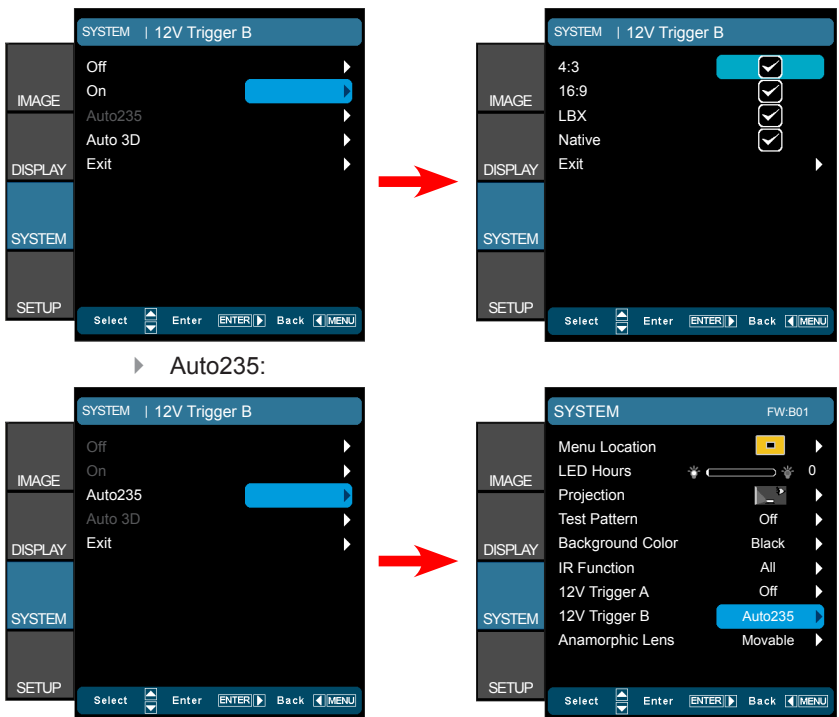 SYSTEM | 12V Trigger B
IMAGE
DISPLAY
SYSTEM
SETUP
Off
On
Auto235
Auto 3D
Exit
Select Enter ENTER Back MENU
SYSTEM | 12V Trigger B
IMAGE
DISPLAY
SYSTEM
SETUP
4:3
16:9
LBX
Native
Exit
Select Enter ENTER Back MENU
Auto235:
SYSTEM | 12V Trigger B
IMAGE
DISPLAY
SYSTEM
SETUP
Off
On
Auto235
Auto 3D
Exit
Select Enter ENTER Back MENU
SYSTEM FW:B01
IMAGE
DISPLAY
SYSTEM
SETUP
Menu Location
LED Hours 0
Projection
Test Pattern Off
Background Color Black
IR Function All
12V Trigger A Off
12V Trigger B Auto235
Anamorphic Lens Movable
Select Enter ENTER Back MENU